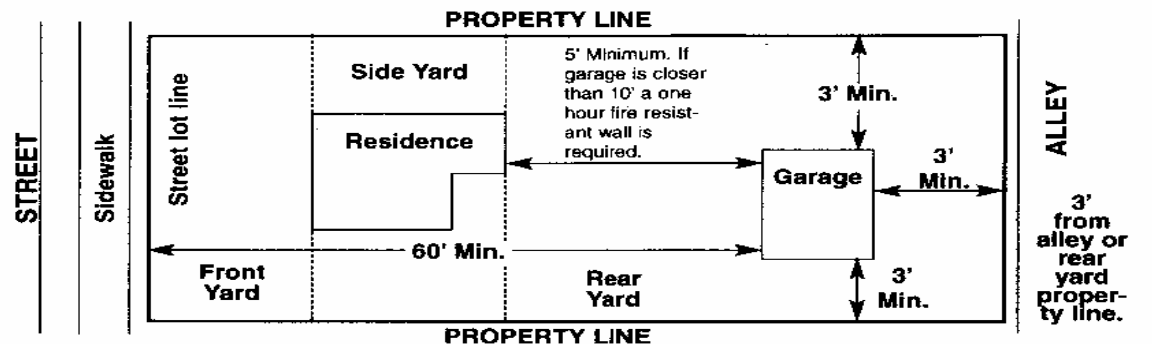 PROPERTY LINE
STREET
Sidewalk
Street lot line
Side Yard
Residence
5' Minimum. If
garage is closer
than 10' a one
hour fire resist-
ant wall is
required.
3' Min.
Garage
3'
Min.
ALLEY
3'
from
alley or
rear
yard
proper-
ty line.
60' Min.
Front
Yard
Rear
Yard
3'
Min.
PROPERTY LINE